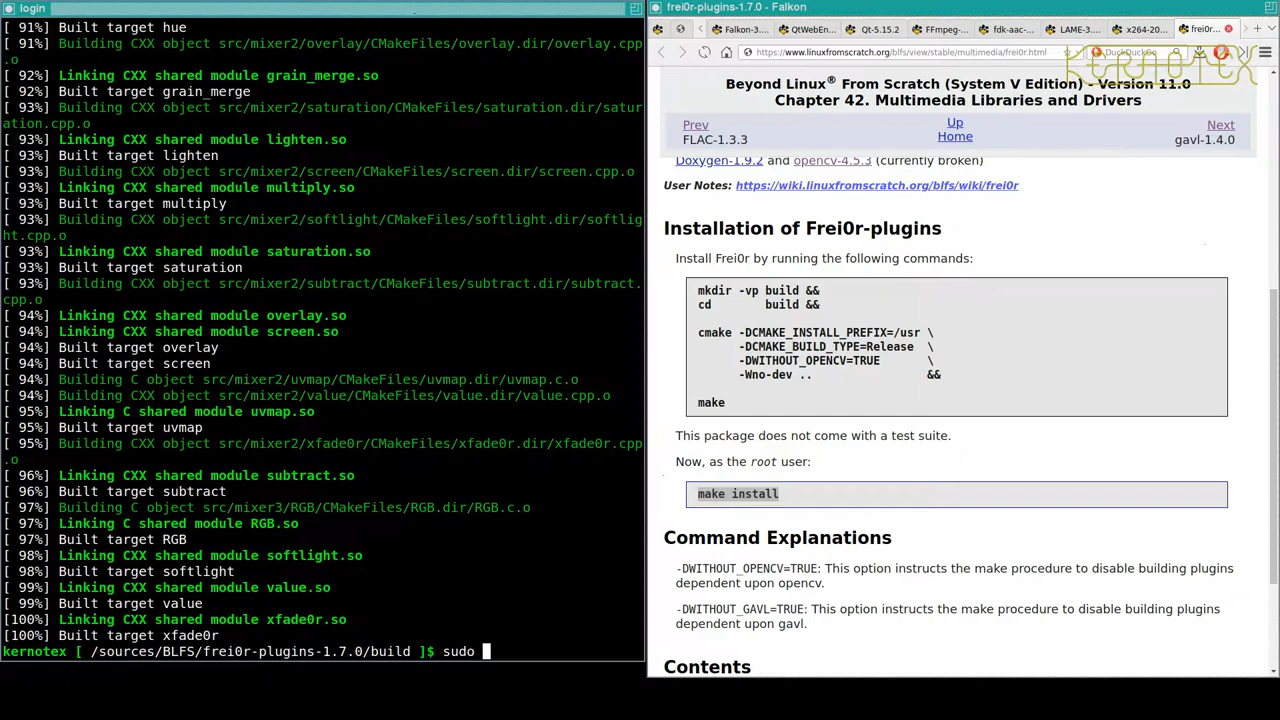 login
[ 91%] Built target hue
[ 91%] Building CXX object src/mixer2/overlay/CMakeFiles/overlay.dir/overlay.cpp
.o
[ 92%] Linking CXX shared module grain_merge.so
[ 92%] Built target grain_merge
[ 93%] Building CXX object src/mixer2/saturation/CMakeFiles/saturation.dir/satur
ation.cpp.o
[ 93%] Linking CXX shared module lighten.so
[ 93%] Built target lighten
[ 93%] Building CXX object src/mixer2/screen/CMakeFiles/screen.dir/screen.cpp.o
[ 93%] Linking CXX shared module multiply.so
[ 93%] Built target multiply
[ 93%] Building CXX object src/mixer2/softlight/CMakeFiles/softlight.dir/softlig
ht.cpp.o
[ 93%] Linking CXX shared module saturation.so
[ 93%] Built target saturation
[ 93%] Building CXX object src/mixer2/subtract/CMakeFiles/subtract.dir/subtract.
cpp.o
[ 94%] Linking CXX shared module overlay.so
[ 94%] Linking CXX shared module screen.so
[ 94%] Built target overlay
[ 94%] Built target screen
[ 94%] Building C object src/mixer2/uvmap/CMakeFiles/uvmap.dir/uvmap.c.o
[ 94%] Building CXX object src/mixer2/value/CMakeFiles/value.dir/value.cpp.o
[ 95%] Linking C shared module uvmap.so
[ 95%] Built target uvmap
[ 95%] Building CXX object src/mixer2/xfade0r/CMakeFiles/xfade0r.dir/xfade0r.cpp
.o
[ 96%] Linking CXX shared module subtract.so
[ 96%] Built target subtract
[ 97%] Building C object src/mixer3/RGB/CMakeFiles/RGB.dir/RGB.c.o
[ 97%] Linking C shared module RGB.so
[ 97%] Built target RGB
[ 98%] Linking CXX shared module softlight.so
[ 98%] Built target softlight
[ 99%] Linking CXX shared module value.so
[ 99%] Built target value
[100%] Linking CXX shared module xfade0r.so
[100%] Built target xfade0r
kernotex [ /sources/BLFS/frei0r-plugins-1.7.0/build ]$ sudo
frei0r-plugins-1.7.0 - Falkon
Falkon-3... QtWebEn... Qt-5.15.2 FFmpeg-... fdk-aac-... LAME-3... x264-20... frei0r...
https://www.linuxfromscratch.org/blfs/view/stable/multimedia/frei0r.html DuckDuckGo
KERNOTEX
Beyond Linux® From Scratch (System V Edition) - Version 11.0
Chapter 42. Multimedia Libraries and Drivers
Prev Up Next
FLAC-1.3.3 Home gavl-1.4.0
Doxygen-1.9.2 and opencv-4.5.3 (currently broken)
User Notes: https://wiki.linuxfromscratch.org/blfs/wiki/frei0r
Installation of Frei0r-plugins
Install Frei0r by running the following commands:
mkdir -vp build &&
cd build &&
cmake -DCMAKE_INSTALL_PREFIX=/usr \
-DCMAKE_BUILD_TYPE=Release \
-DWITHOUT_OPENCV=TRUE \
-Wno-dev .. &&
make
This package does not come with a test suite.
Now, as the root user:
make install
Command Explanations
-DWITHOUT_OPENCV=TRUE: This option instructs the make procedure to disable building plugins
dependent upon opencv.
-DWITHOUT_GAVL=TRUE: This option instructs the make procedure to disable building plugins
dependent upon gavl.
Contents